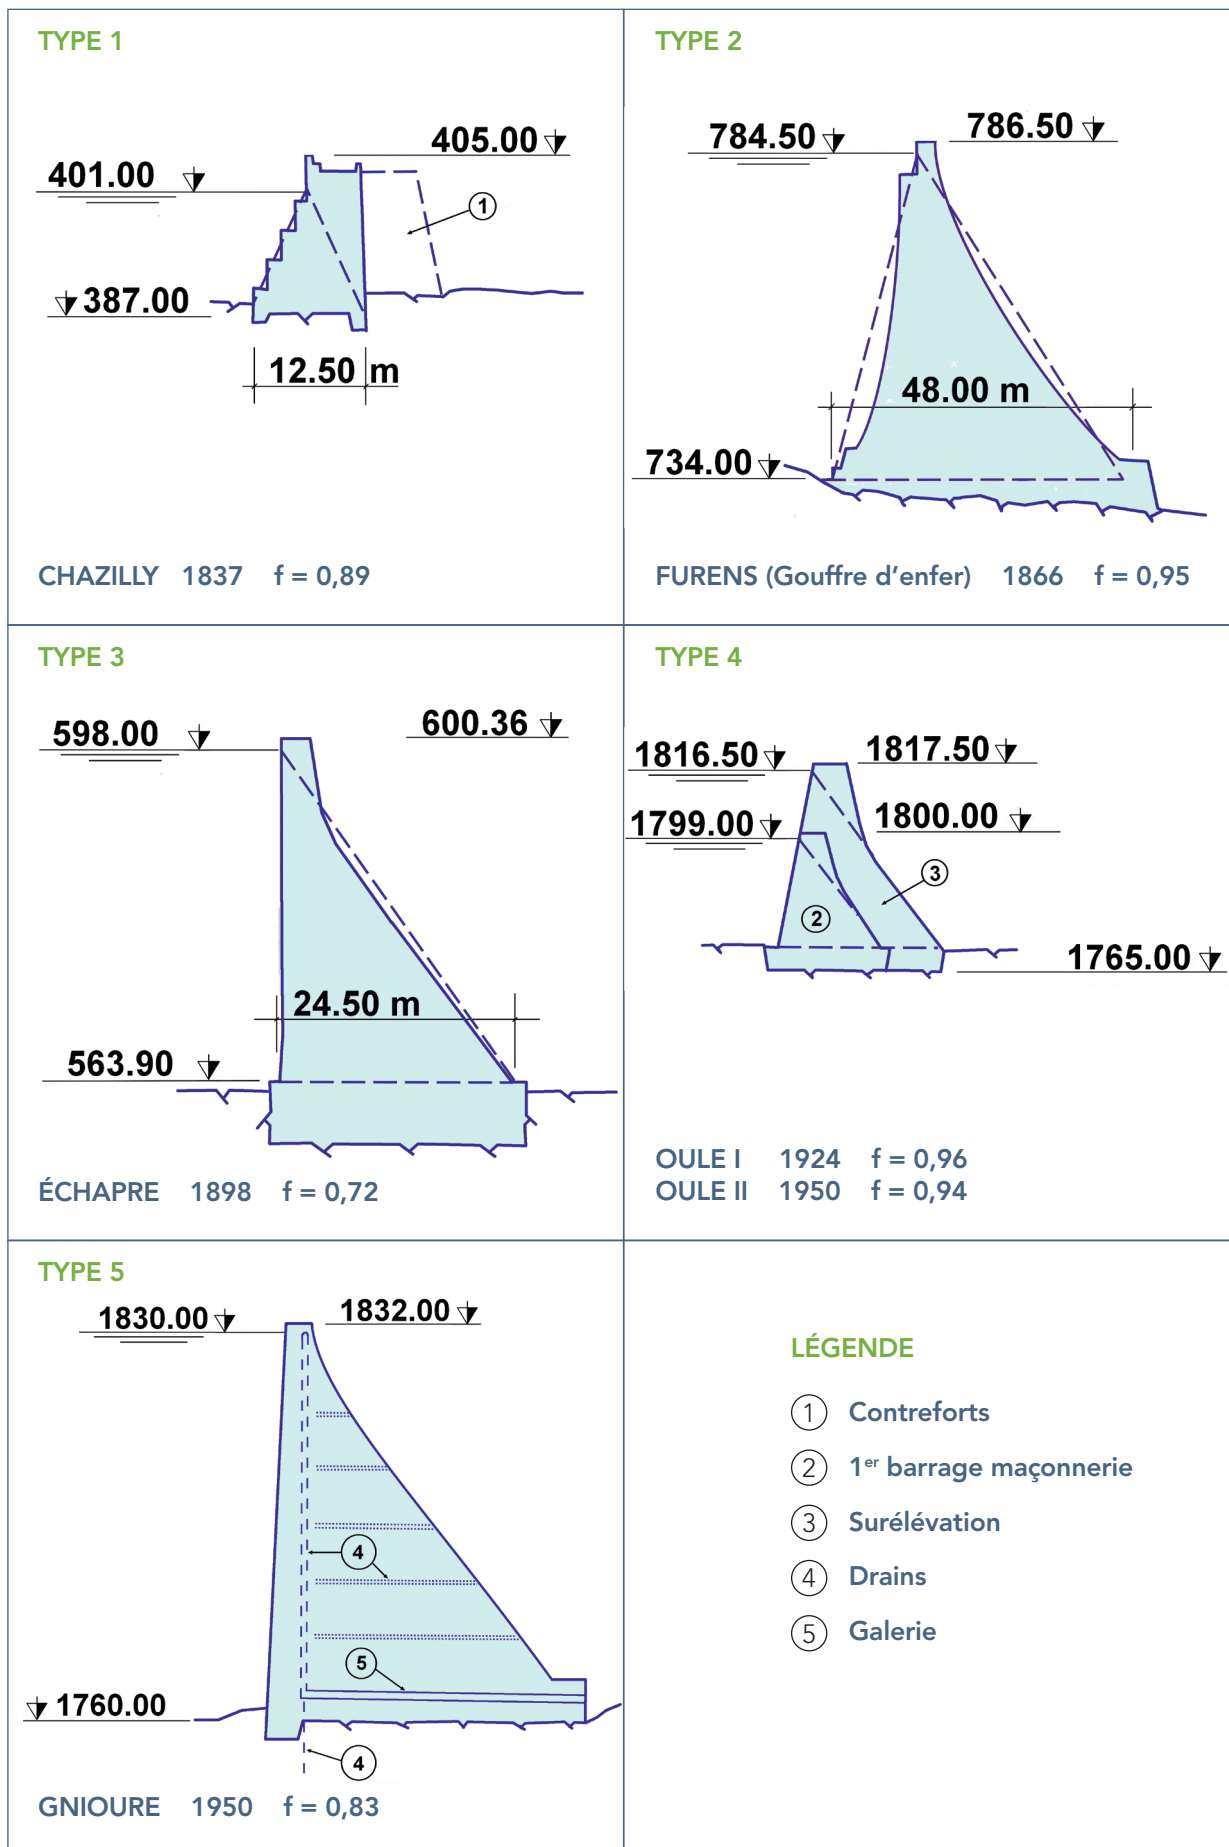 TYPE 1
405.00
401.00
1
387.00
12.50 m
CHAZILLY 1837 f = 0,89
TYPE 2
784.50
786.50
48.00 m
734.00
FURENS (Gouffre d'enfer) 1866 f = 0,95
TYPE 3
598.00
600.36
24.50 m
563.90
ÉCHAPRE 1898 f = 0,72
TYPE 4
1816.50
1817.50
1799.00
1800.00
3
2
1765.00
OULE I 1924 f = 0,96
OULE II 1950 f = 0,94
TYPE 5
1830.00
1832.00
4
5
1760.00
4
GNIOURE 1950 f = 0,83
LÉGENDE
1 Contreforts
2 1er barrage maçonnerie
3 Surélévation
4 Drains
5 Galerie